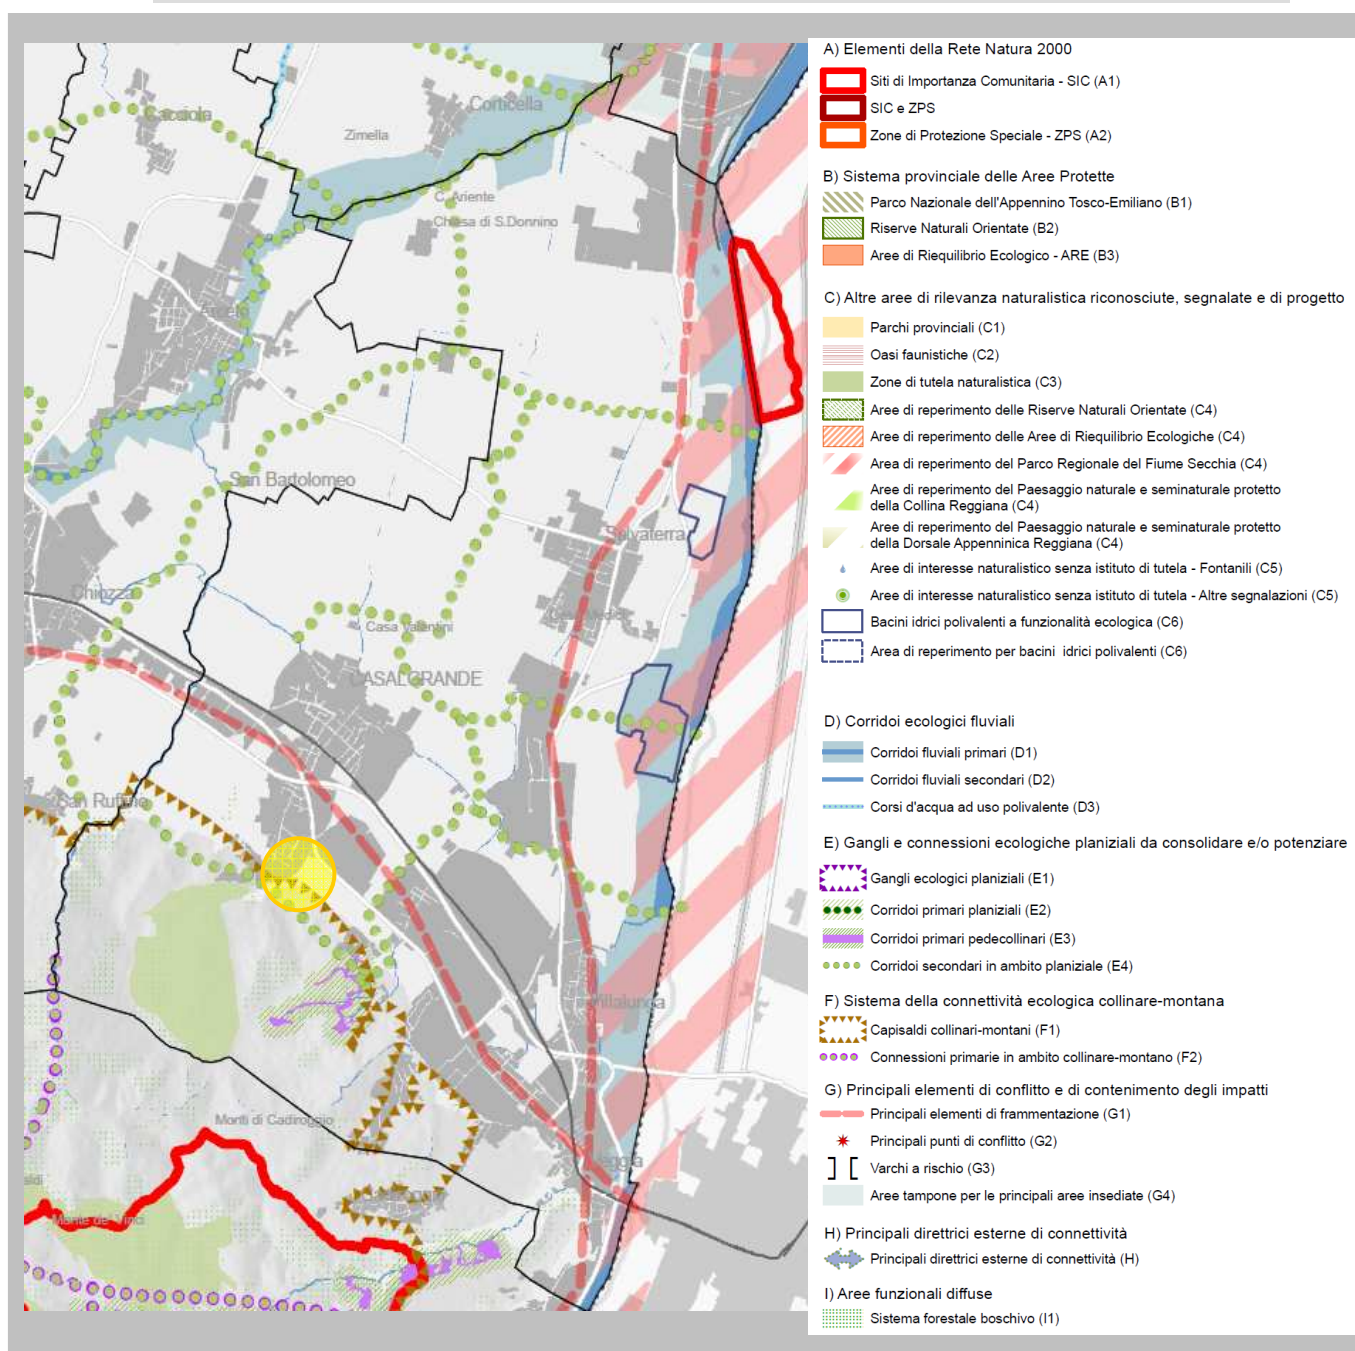 Cacciola
Corticella
Zimella
C. Ariente
Chiesa di S.Donnino
Arceto
San Bartolomeo
Salvaterra
Chiozza
Casa Valentini
CASALGRANDE
San Ruffino
Villalunga
Monti di Cadiroggio
Veggia
A) Elementi della Rete Natura 2000
Siti di Importanza Comunitaria - SIC (A1)
SIC e ZPS
Zone di Protezione Speciale - ZPS (A2)
B) Sistema provinciale delle Aree Protette
Parco Nazionale dell'Appennino Tosco-Emiliano (B1)
Riserve Naturali Orientate (B2)
Aree di Riequilibrio Ecologico - ARE (B3)
C) Altre aree di rilevanza naturalistica riconosciute, segnalate e di progetto
Parchi provinciali (C1)
Oasi faunistiche (C2)
Zone di tutela naturalistica (C3)
Aree di reperimento delle Riserve Naturali Orientate (C4)
Aree di reperimento delle Aree di Riequilibrio Ecologiche (C4)
Area di reperimento del Parco Regionale del Fiume Secchia (C4)
Aree di reperimento del Paesaggio naturale e seminaturale protetto
della Collina Reggiana (C4)
Aree di reperimento del Paesaggio naturale e seminaturale protetto
della Dorsale Appenninica Reggiana (C4)
Aree di interesse naturalistico senza istituto di tutela - Fontanili (C5)
Aree di interesse naturalistico senza istituto di tutela - Altre segnalazioni (C5)
Bacini idrici polivalenti a funzionalità ecologica (C6)
Area di reperimento per bacini idrici polivalenti (C6)
D) Corridoi ecologici fluviali
Corridoi fluviali primari (D1)
Corridoi fluviali secondari (D2)
Corsi d'acqua ad uso polivalente (D3)
E) Gangli e connessioni ecologiche planiziali da consolidare e/o potenziare
Gangli ecologici planiziali (E1)
Corridoi primari planiziali (E2)
Corridoi primari pedecollinari (E3)
Corridoi secondari in ambito planiziale (E4)
F) Sistema della connettività ecologica collinare-montana
Capisaldi collinari-montani (F1)
Connessioni primarie in ambito collinare-montano (F2)
G) Principali elementi di conflitto e di contenimento degli impatti
Principali elementi di frammentazione (G1)
Principali punti di conflitto (G2)
Varchi a rischio (G3)
Aree tampone per le principali aree insediate (G4)
H) Principali direttrici esterne di connettività
Principali direttrici esterne di connettività (H)
I) Aree funzionali diffuse
Sistema forestale boschivo (I1)